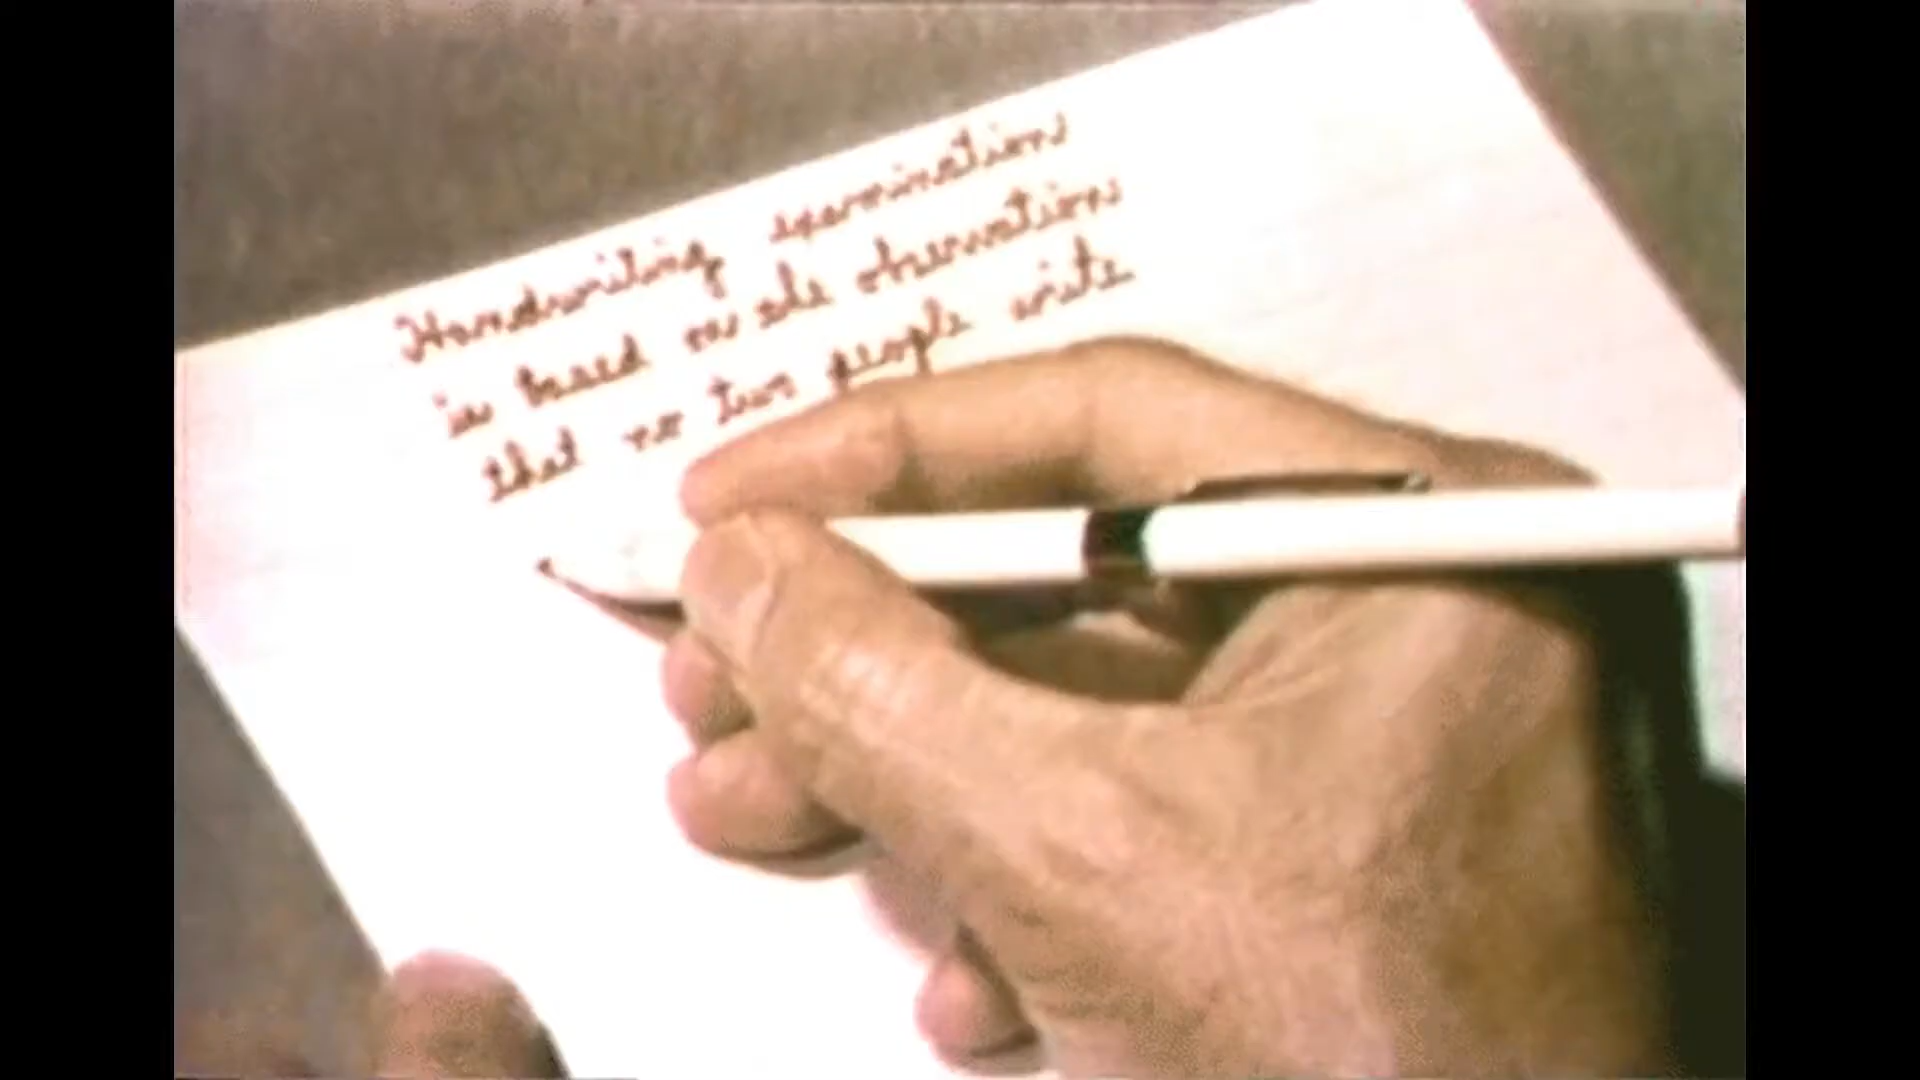 Handwriting examination
is based on the observation
that no two people write